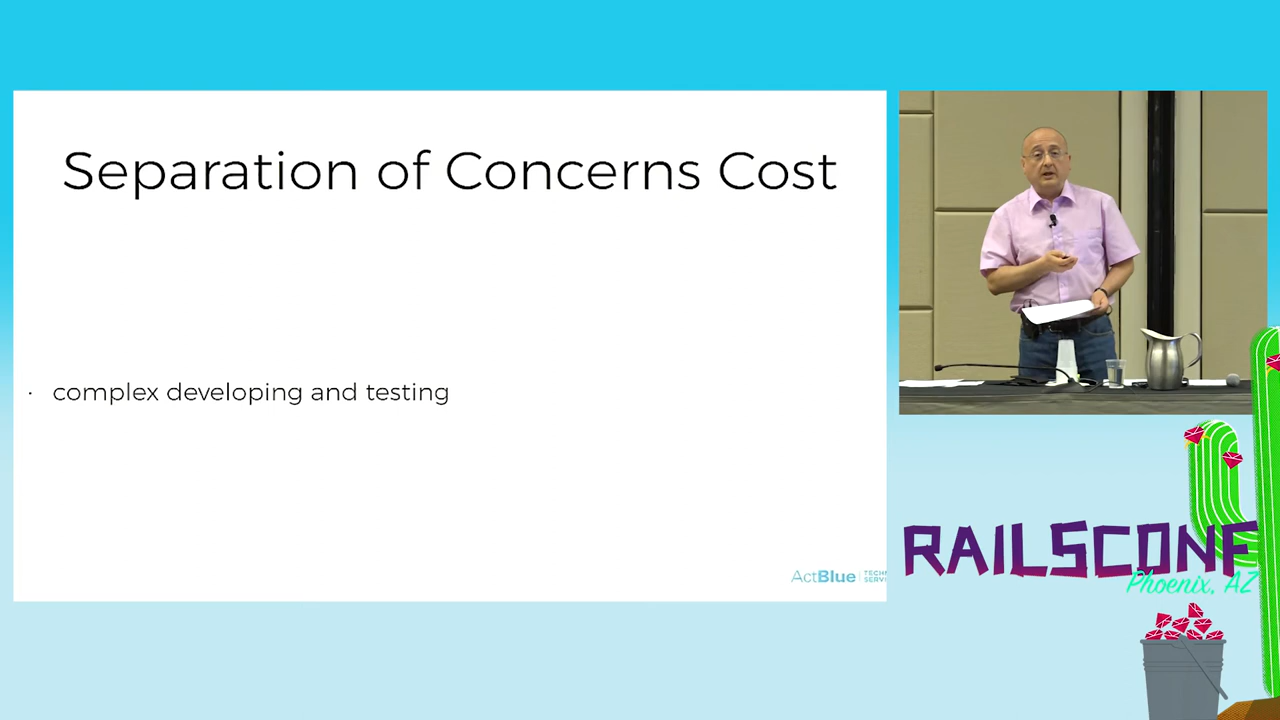 Separation of Concerns Cost
· complex developing and testing
ActBlue
RAILSCONF
Phoenix, AZ